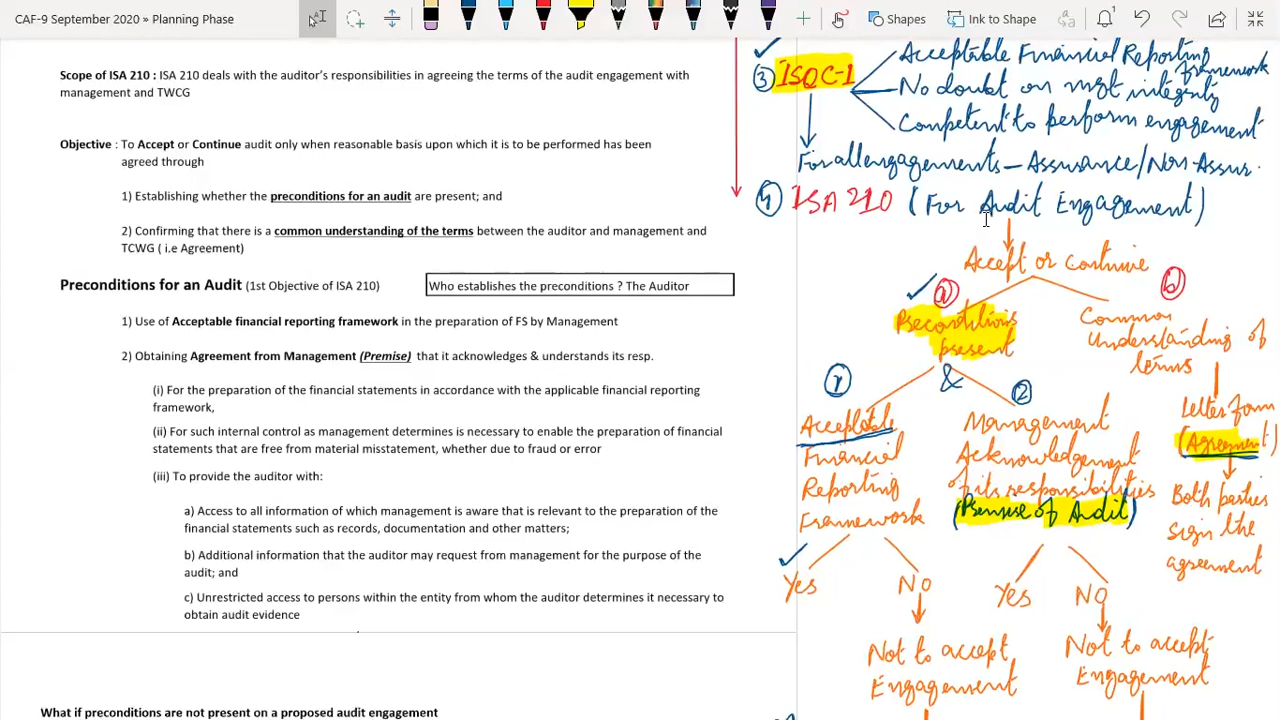 CAF-9 September 2020 » Planning Phase
Shapes
Ink to Shape
Scope of ISA 210 : ISA 210 deals with the auditor's responsibilities in agreeing the terms of the audit engagement with
management and TWCG
Objective : To Accept or Continue audit only when reasonable basis upon which it is to be performed has been
agreed through
1) Establishing whether the preconditions for an audit are present; and
2) Confirming that there is a common understanding of the terms between the auditor and management and
TCWG ( i.e Agreement)
Preconditions for an Audit (1st Objective of ISA 210)
Who establishes the preconditions ? The Auditor
1) Use of Acceptable financial reporting framework in the preparation of FS by Management
2) Obtaining Agreement from Management (Premise) that it acknowledges & understands its resp.
(i) For the preparation of the financial statements in accordance with the applicable financial reporting
framework,
(ii) For such internal control as management determines is necessary to enable the preparation of financial
statements that are free from material misstatement, whether due to fraud or error
(iii) To provide the auditor with:
a) Access to all information of which management is aware that is relevant to the preparation of the
financial statements such as records, documentation and other matters;
b) Additional information that the auditor may request from management for the purpose of the
audit; and
c) Unrestricted access to persons within the entity from whom the auditor determines it necessary to
obtain audit evidence
What if preconditions are not present on a proposed audit engagement
3 ISQC-1
Acceptable Financial Reporting
framework
No doubt on mgt integrity
Competent to perform engagement
For all engagements – Assurance/Non-Assur.
4 ISA 210 (For Audit Engagement)
Accept or continue
a
Preconditions
present
b
Common
Understanding of
terms
&
1
Acceptable
Financial
Reporting
Framework
2
Management
Acknowledgement
of its responsibilities
(Premise of Audit)
Letter form
(Agreement)
Both parties
sign the
agreement
Yes
NO
Yes
NO
Not to accept
Engagement
Not to accept
Engagement